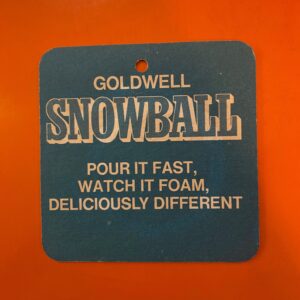 GOLDWELL
SNOWBALL
POUR IT FAST,
WATCH IT FOAM,
DELICIOUSLY DIFFERENT